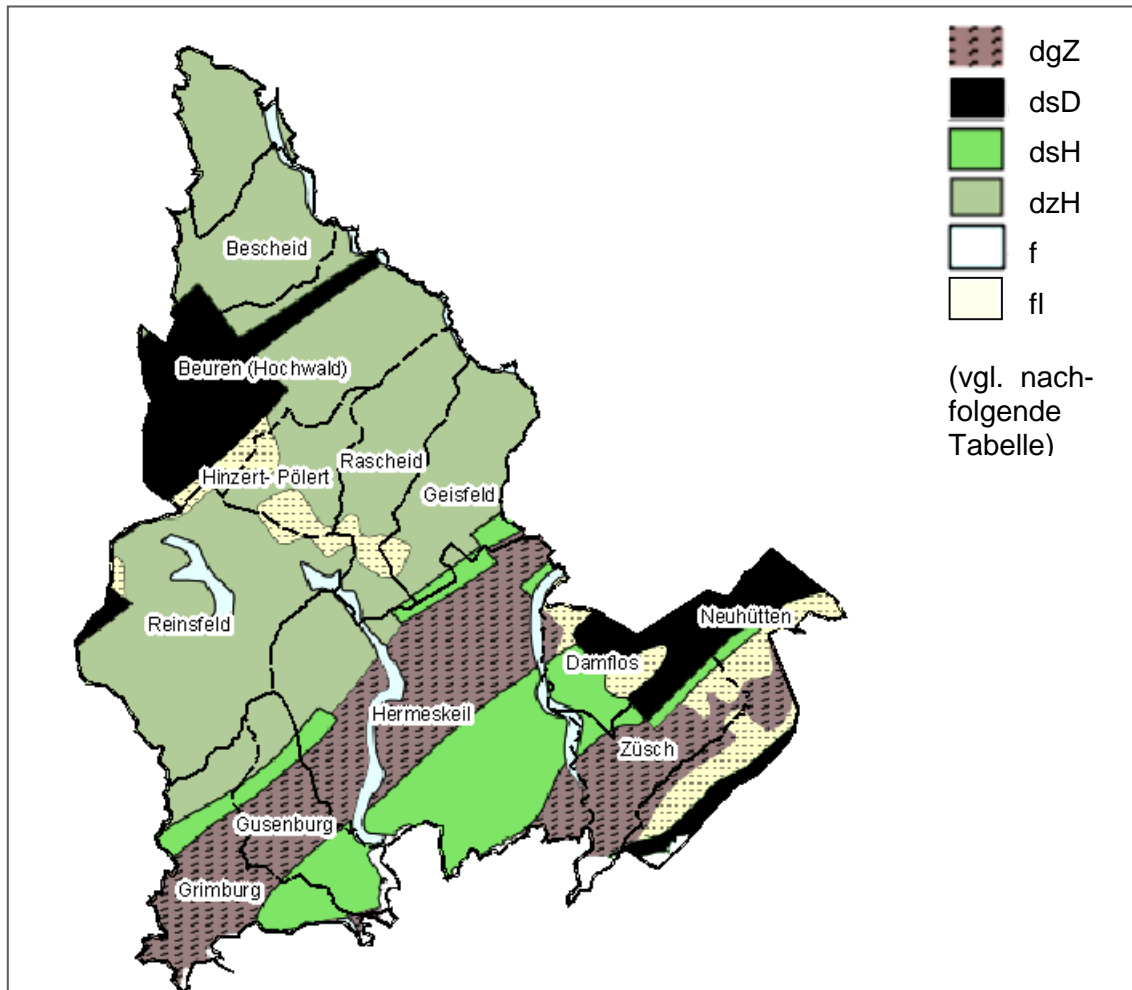 dgZ
dsD
dsH
dzH
f
fl
(vgl. nach-
folgende
Tabelle)
Bescheid
Beuren (Hochwald)
Hinzert- Pölert
Rascheid
Geisfeld
Reinsfeld
Neuhütten
Damflos
Hermeskeil
Züsch
Gusenburg
Grimburg